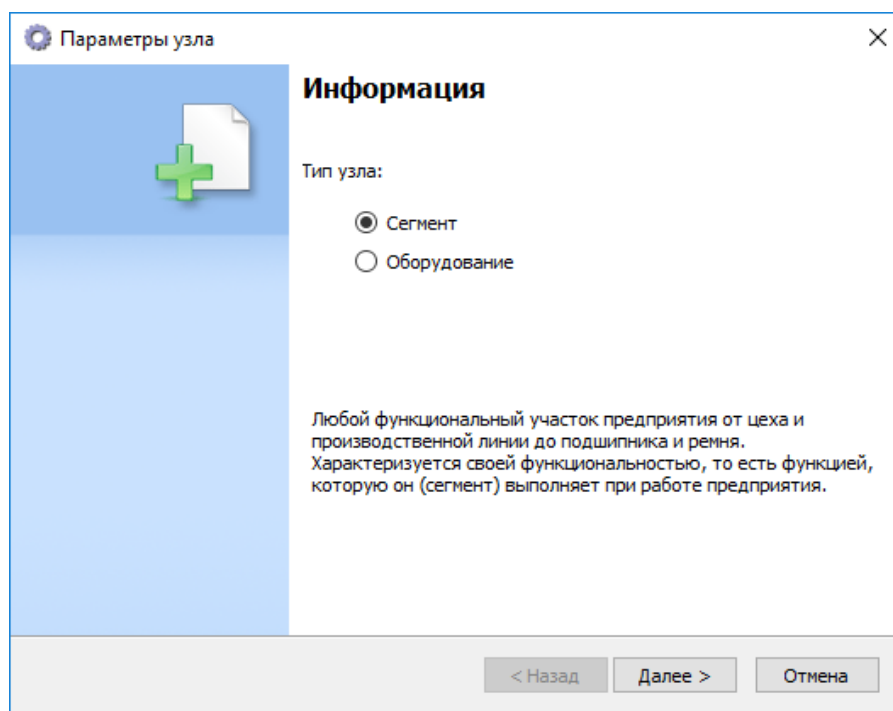 Параметры узла
Информация
Тип узла:
Сегмент
Оборудование
Любой функциональный участок предприятия от цеха и
производственной линии до подшипника и ремня.
Характеризуется своей функциональностью, то есть функцией,
которую он (сегмент) выполняет при работе предприятия.
< Назад
Далее >
Отмена